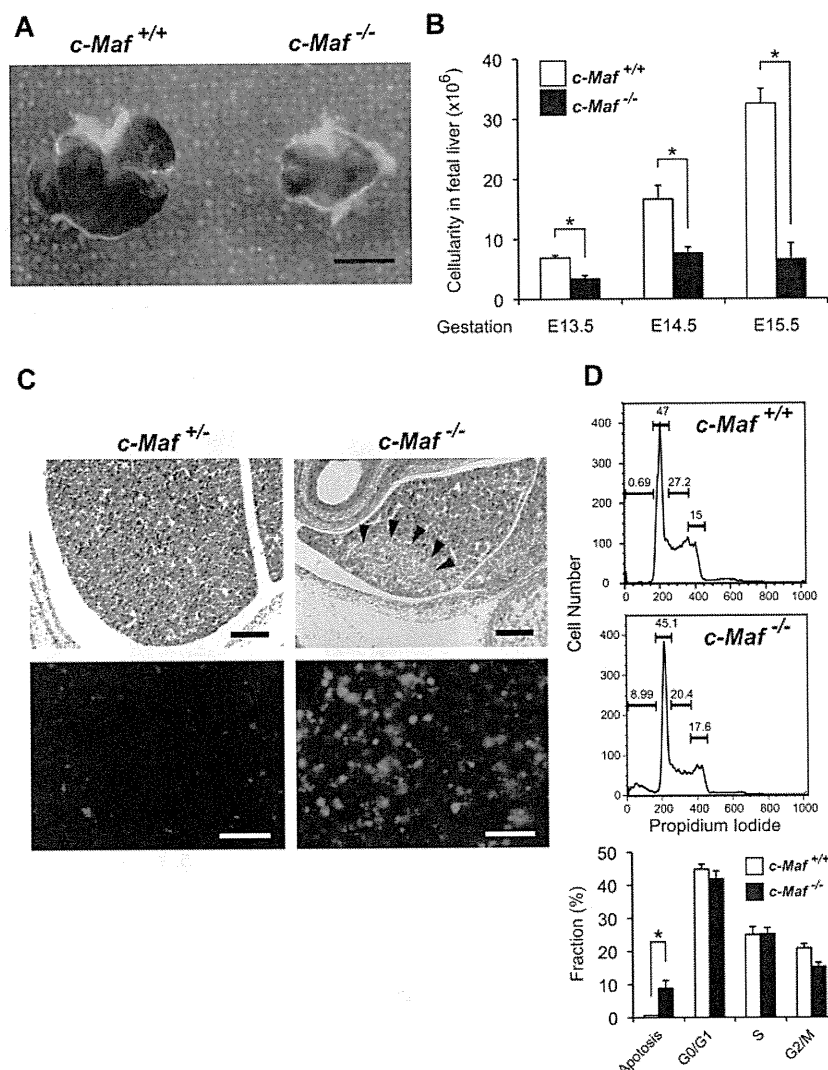 A
c-Maf +/+
c-Maf -/-
B
Cellularity in fetal liver (x10⁶)
40
30
20
10
0
c-Maf +/+
c-Maf -/-
*
*
*
Gestation
E13.5
E14.5
E15.5
C
c-Maf +/-
c-Maf -/-
D
Cell Number
400
300
200
100
0
0.69
47
27.2
15
c-Maf +/+
0 200 400 600 800 1000
400
300
200
100
0
8.99
45.1
20.4
17.6
c-Maf -/-
0 200 400 600 800 1000
Propidium Iodide
Fraction (%)
50
40
30
20
10
0
*
c-Maf +/+
c-Maf -/-
Apotosis
G0/G1
S
G2/M